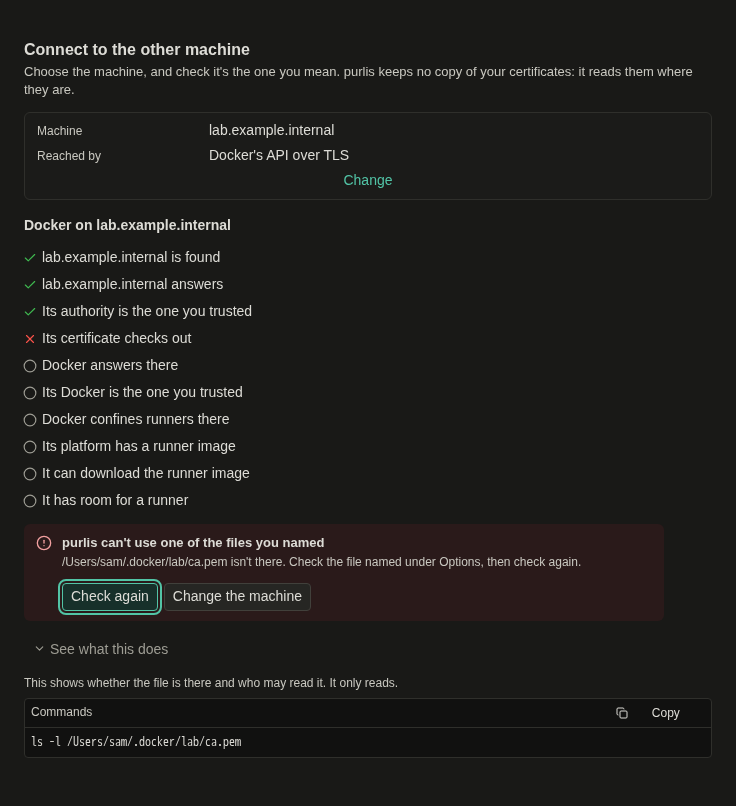 Connect to the other machine
Choose the machine, and check it's the one you mean. purlis keeps no copy of your certificates: it reads them where
they are.
Machine lab.example.internal
Reached by Docker's API over TLS
Change
Docker on lab.example.internal
lab.example.internal is found
lab.example.internal answers
Its authority is the one you trusted
Its certificate checks out
Docker answers there
Its Docker is the one you trusted
Docker confines runners there
Its platform has a runner image
It can download the runner image
It has room for a runner
purlis can't use one of the files you named
/Users/sam/.docker/lab/ca.pem isn't there. Check the file named under Options, then check again.
Check again Change the machine
See what this does
This shows whether the file is there and who may read it. It only reads.
Commands Copy
ls -l /Users/sam/.docker/lab/ca.pem